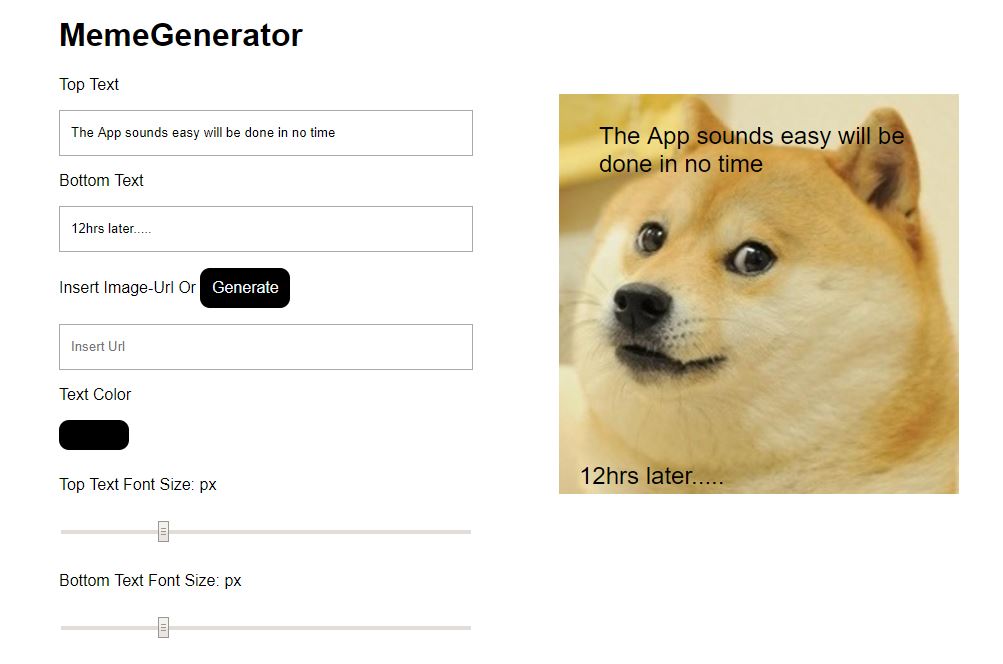 MemeGenerator
Top Text
The App sounds easy will be done in no time
Bottom Text
12hrs later.....
Insert Image-Url Or Generate
Insert Url
Text Color
Top Text Font Size: px
Bottom Text Font Size: px
The App sounds easy will be
done in no time
12hrs later.....